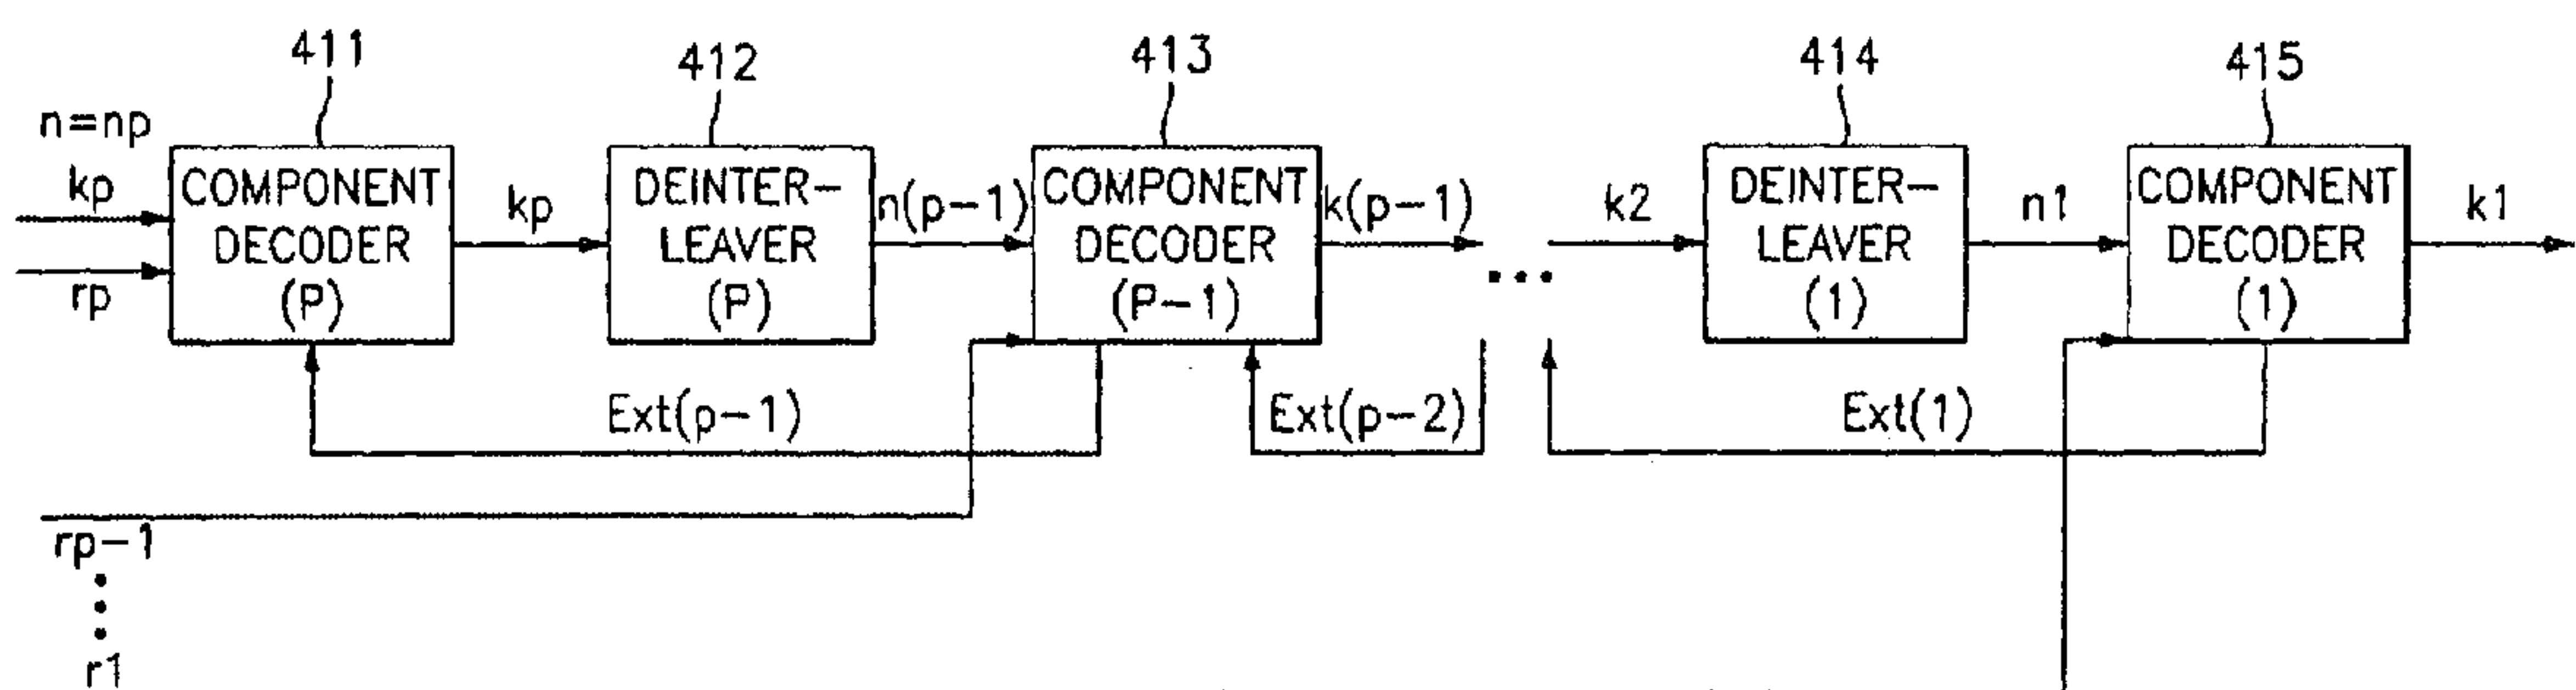 411
412
413
414
415
n=np
kp
rp
COMPONENT
DECODER
(P)
kp
DEINTER-
LEAVER
(P)
n(p-1)
COMPONENT
DECODER
(P-1)
k(p-1)
...
k2
DEINTER-
LEAVER
(1)
n1
COMPONENT
DECODER
(1)
k1
Ext(p-1)
Ext(p-2)
Ext(1)
rp-1
r1